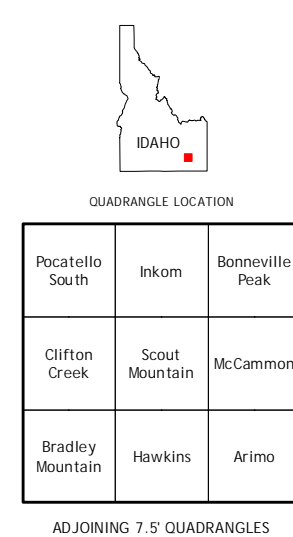 IDAHO
QUADRANGLE LOCATION
Pocatello
South
Inkom
Bonneville
Peak
Clifton
Creek
Scout
Mountain
McCammon
Bradley
Mountain
Hawkins
Arimo
ADJOINING 7.5' QUADRANGLES